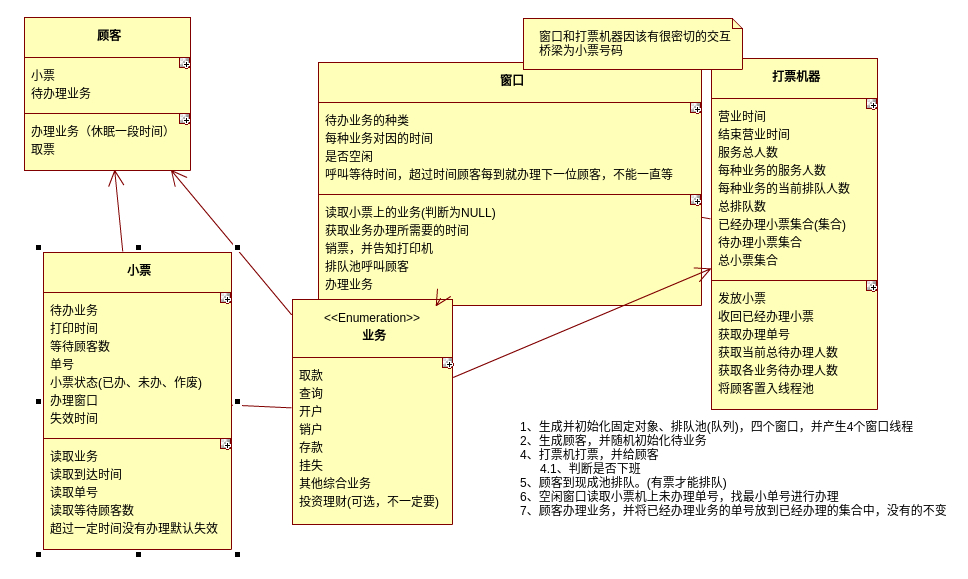 顾客
小票
待办理业务
办理业务（休眠一段时间）
取票
窗口和打票机器因该有很密切的交互
桥梁为小票号码
窗口
待办业务的种类
每种业务对因的时间
是否空闲
呼叫等待时间，超过时间顾客每到就办理下一位顾客，不能一直等
读取小票上的业务(判断为NULL)
获取业务办理所需要的时间
销票，并告知打印机
排队池呼叫顾客
办理业务
打票机器
营业时间
结束营业时间
服务总人数
每种业务的服务人数
每种业务的当前排队人数
总排队数
已经办理小票集合(集合)
待办理小票集合
总小票集合
发放小票
收回已经办理小票
获取办理单号
获取当前总待办理人数
获取各业务待办理人数
将顾客置入线程池
小票
待办业务
打印时间
等待顾客数
单号
小票状态(已办、未办、作废)
办理窗口
失效时间
读取业务
读取到达时间
读取单号
读取等待顾客数
超过一定时间没有办理默认失效
<<Enumeration>>
业务
取款
查询
开户
销户
存款
挂失
其他综合业务
投资理财(可选，不一定要)
1、生成并初始化固定对象、排队池(队列)，四个窗口，并产生4个窗口线程
2、生成顾客，并随机初始化待业务
4、打票机打票，并给顾客
4.1、判断是否下班
5、顾客到现成池排队。(有票才能排队)
6、空闲窗口读取小票机上未办理单号，找最小单号进行办理
7、顾客办理业务，并将已经办理业务的单号放到已经办理的集合中，没有的不变